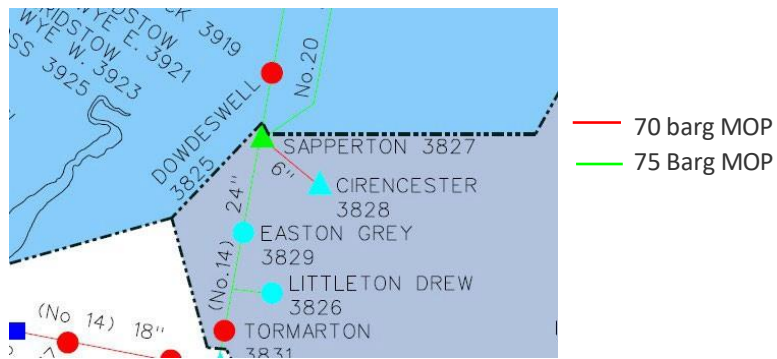 3919
RIDSTOW
WYE E. 3921
RIDSTOW
WYE W. 3923
3925
DOWDESWELL
3825
No.20
SAPPERTON 3827
6"
CIRENCESTER
3828
24"
EASTON GREY
3829
(No.14)
LITTLETON DREW
3826
TORMARTON
3831
(No 14) 18"
70 barg MOP
75 Barg MOP